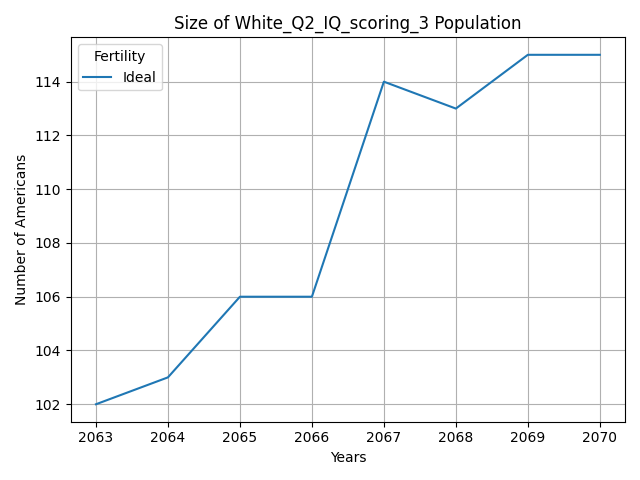 Size of White_Q2_IQ_scoring_3 Population
Fertility
Ideal
114
112
110
108
106
104
102
Number of Americans
2063 2064 2065 2066 2067 2068 2069 2070
Years